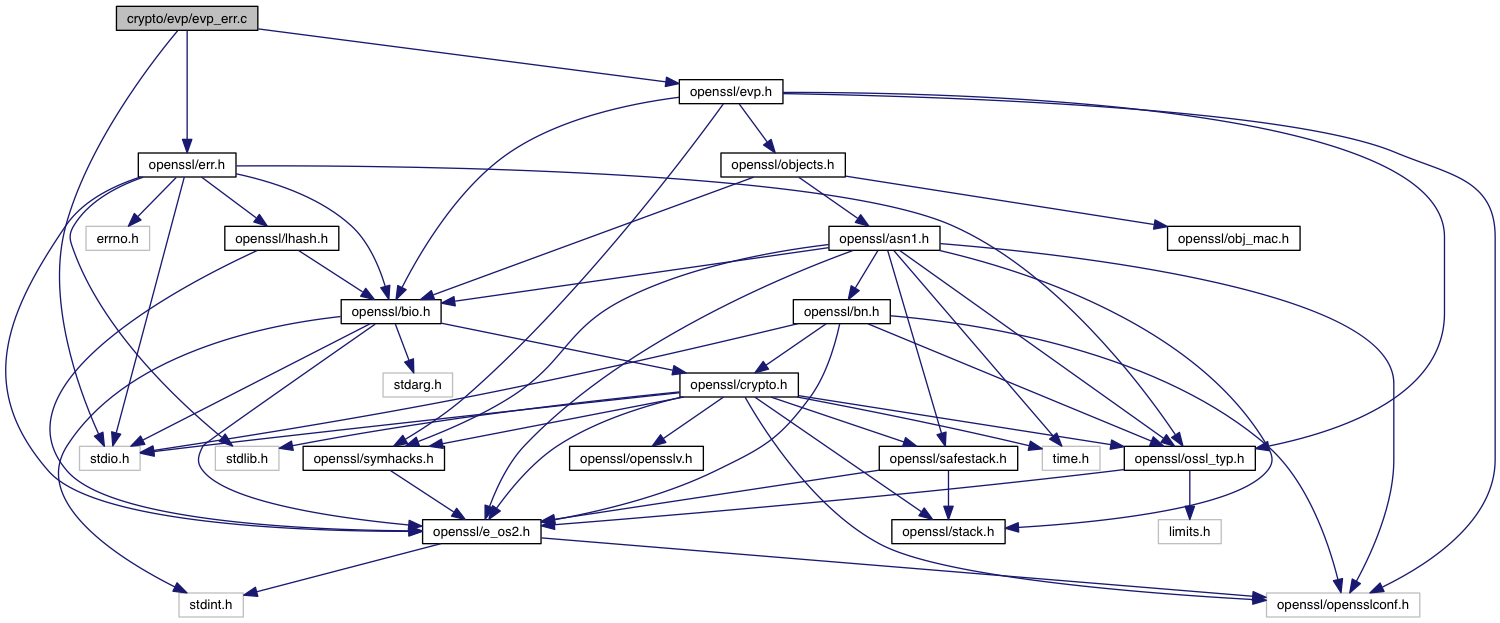 crypto/evp/evp_err.c
openssl/evp.h
openssl/err.h
openssl/objects.h
errno.h
openssl/lhash.h
openssl/asn1.h
openssl/obj_mac.h
openssl/bio.h
openssl/bn.h
stdarg.h
openssl/crypto.h
stdio.h
stdlib.h
openssl/symhacks.h
openssl/opensslv.h
openssl/safestack.h
time.h
openssl/ossl_typ.h
openssl/e_os2.h
openssl/stack.h
limits.h
stdint.h
openssl/opensslconf.h